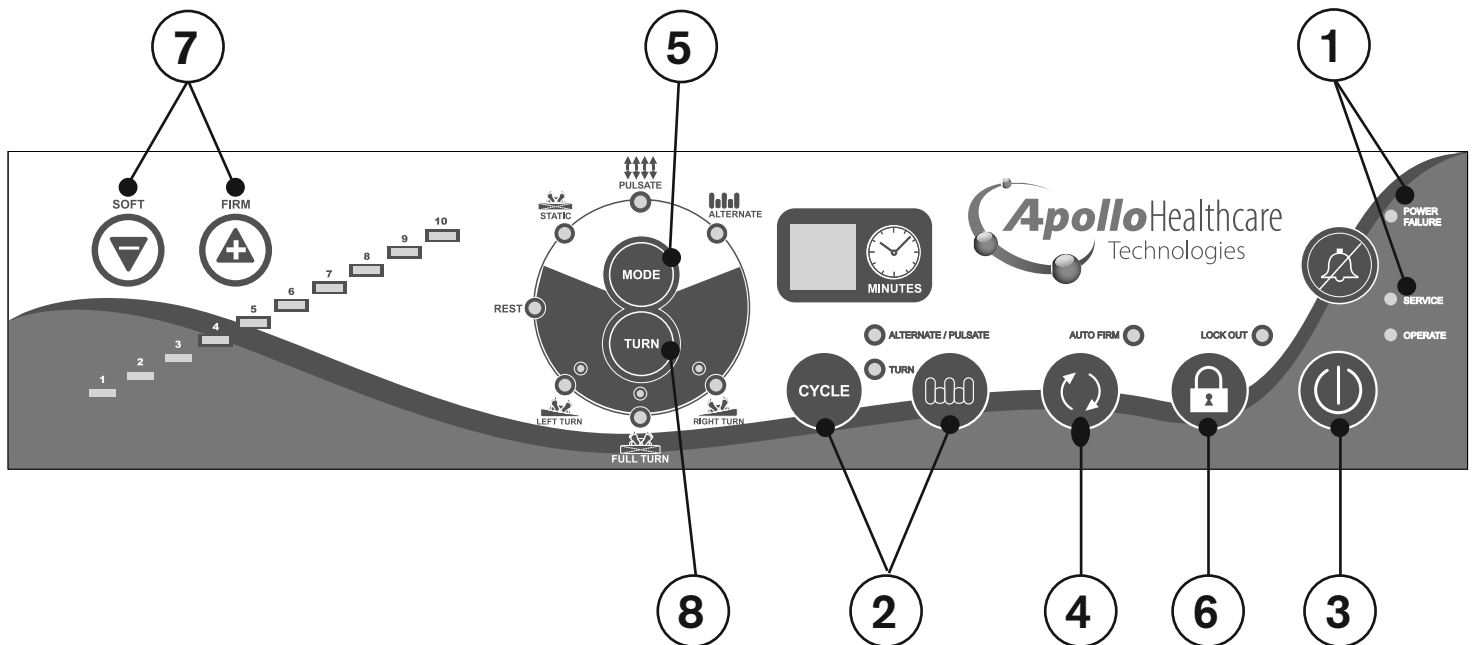 7
5
1
SOFT
FIRM
1
2
3
4
5
6
7
8
9
10
PULSATE
STATIC
ALTERNATE
MODE
REST
TURN
LEFT TURN
RIGHT TURN
FULL TURN
MINUTES
Apollo Healthcare
Technologies
POWER
FAILURE
SERVICE
OPERATE
ALTERNATE / PULSATE
TURN
CYCLE
AUTO FIRM
LOCK OUT
8
2
4
6
3